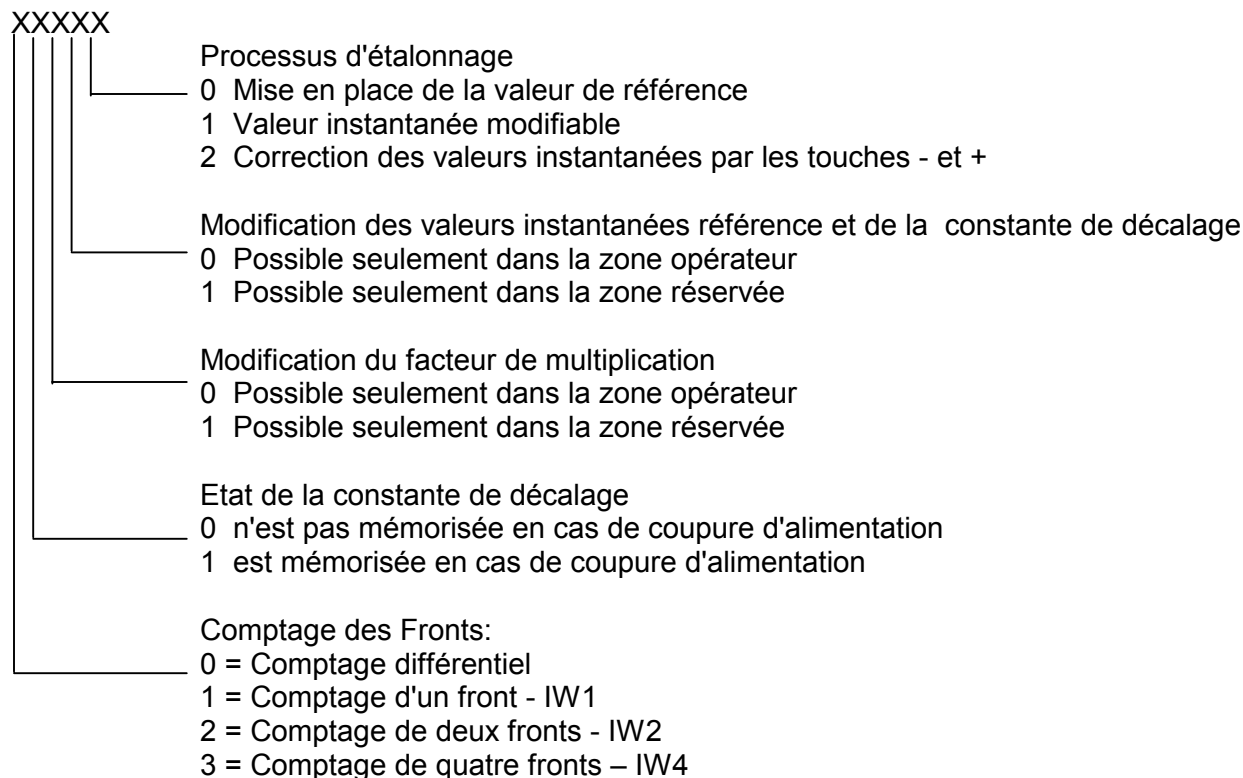 XXXXX
Processus d'étalonnage
0 Mise en place de la valeur de référence
1 Valeur instantanée modifiable
2 Correction des valeurs instantanées par les touches - et +
Modification des valeurs instantanées référence et de la constante de décalage
0 Possible seulement dans la zone opérateur
1 Possible seulement dans la zone réservée
Modification du facteur de multiplication
0 Possible seulement dans la zone opérateur
1 Possible seulement dans la zone réservée
Etat de la constante de décalage
0 n'est pas mémorisée en cas de coupure d'alimentation
1 est mémorisée en cas de coupure d'alimentation
Comptage des Fronts:
0 = Comptage différentiel
1 = Comptage d'un front - IW1
2 = Comptage de deux fronts - IW2
3 = Comptage de quatre fronts – IW4